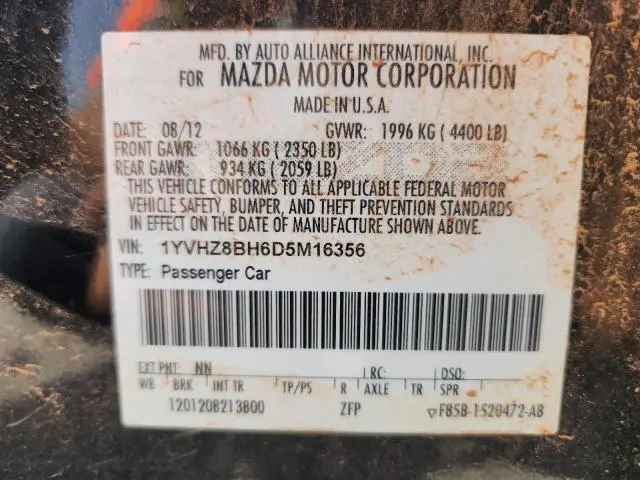 MFD. BY AUTO ALLIANCE INTERNATIONAL, INC.
FOR MAZDA MOTOR CORPORATION
MADE IN U.S.A.
DATE: 08/12 GVWR: 1996 KG ( 4400 LB)
FRONT GAWR: 1066 KG ( 2350 LB)
REAR GAWR: 934 KG ( 2059 LB)
THIS VEHICLE CONFORMS TO ALL APPLICABLE FEDERAL MOTOR
VEHICLE SAFETY, BUMPER, AND THEFT PREVENTION STANDARDS
IN EFFECT ON THE DATE OF MANUFACTURE SHOWN ABOVE.
VIN: 1YVHZ8BH6D5M16356
TYPE: Passenger Car
EXT PNT: NN RC: DSO:
WB BRK INT TR TP/PS R AXLE TR SPR
1201208213800 ZFP F85B-1520472-AB